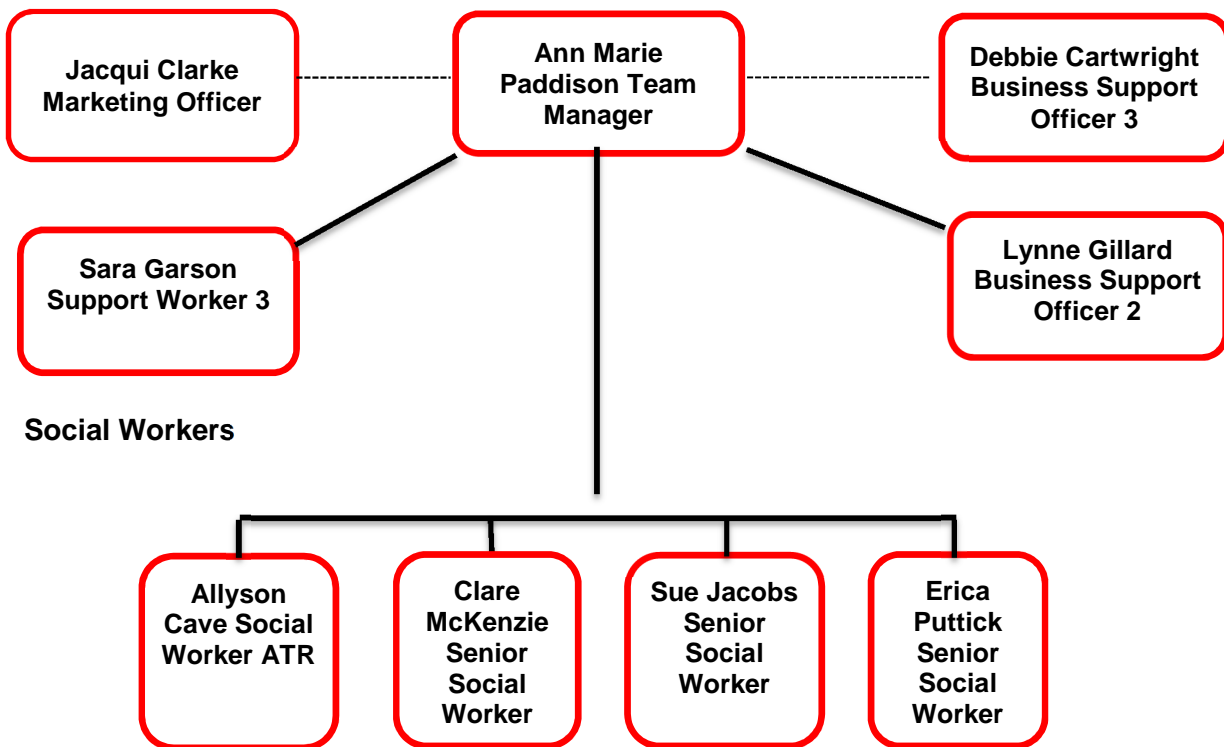 Jacqui Clarke
Marketing Officer
Ann Marie
Paddison Team
Manager
Debbie Cartwright
Business Support
Officer 3
Sara Garson
Support Worker 3
Lynne Gillard
Business Support
Officer 2
Social Workers
Allyson
Cave Social
Worker ATR
Clare
McKenzie
Senior
Social
Worker
Sue Jacobs
Senior
Social
Worker
Erica
Puttick
Senior
Social
Worker